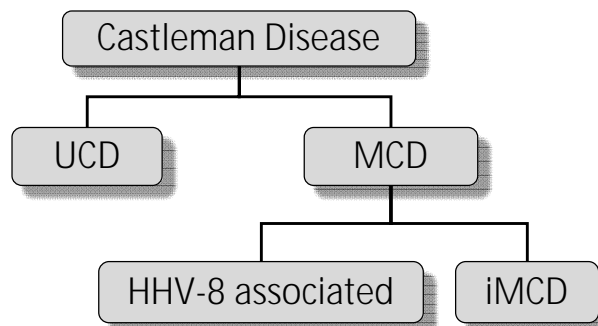 Castleman Disease
UCD
MCD
HHV-8 associated
iMCD